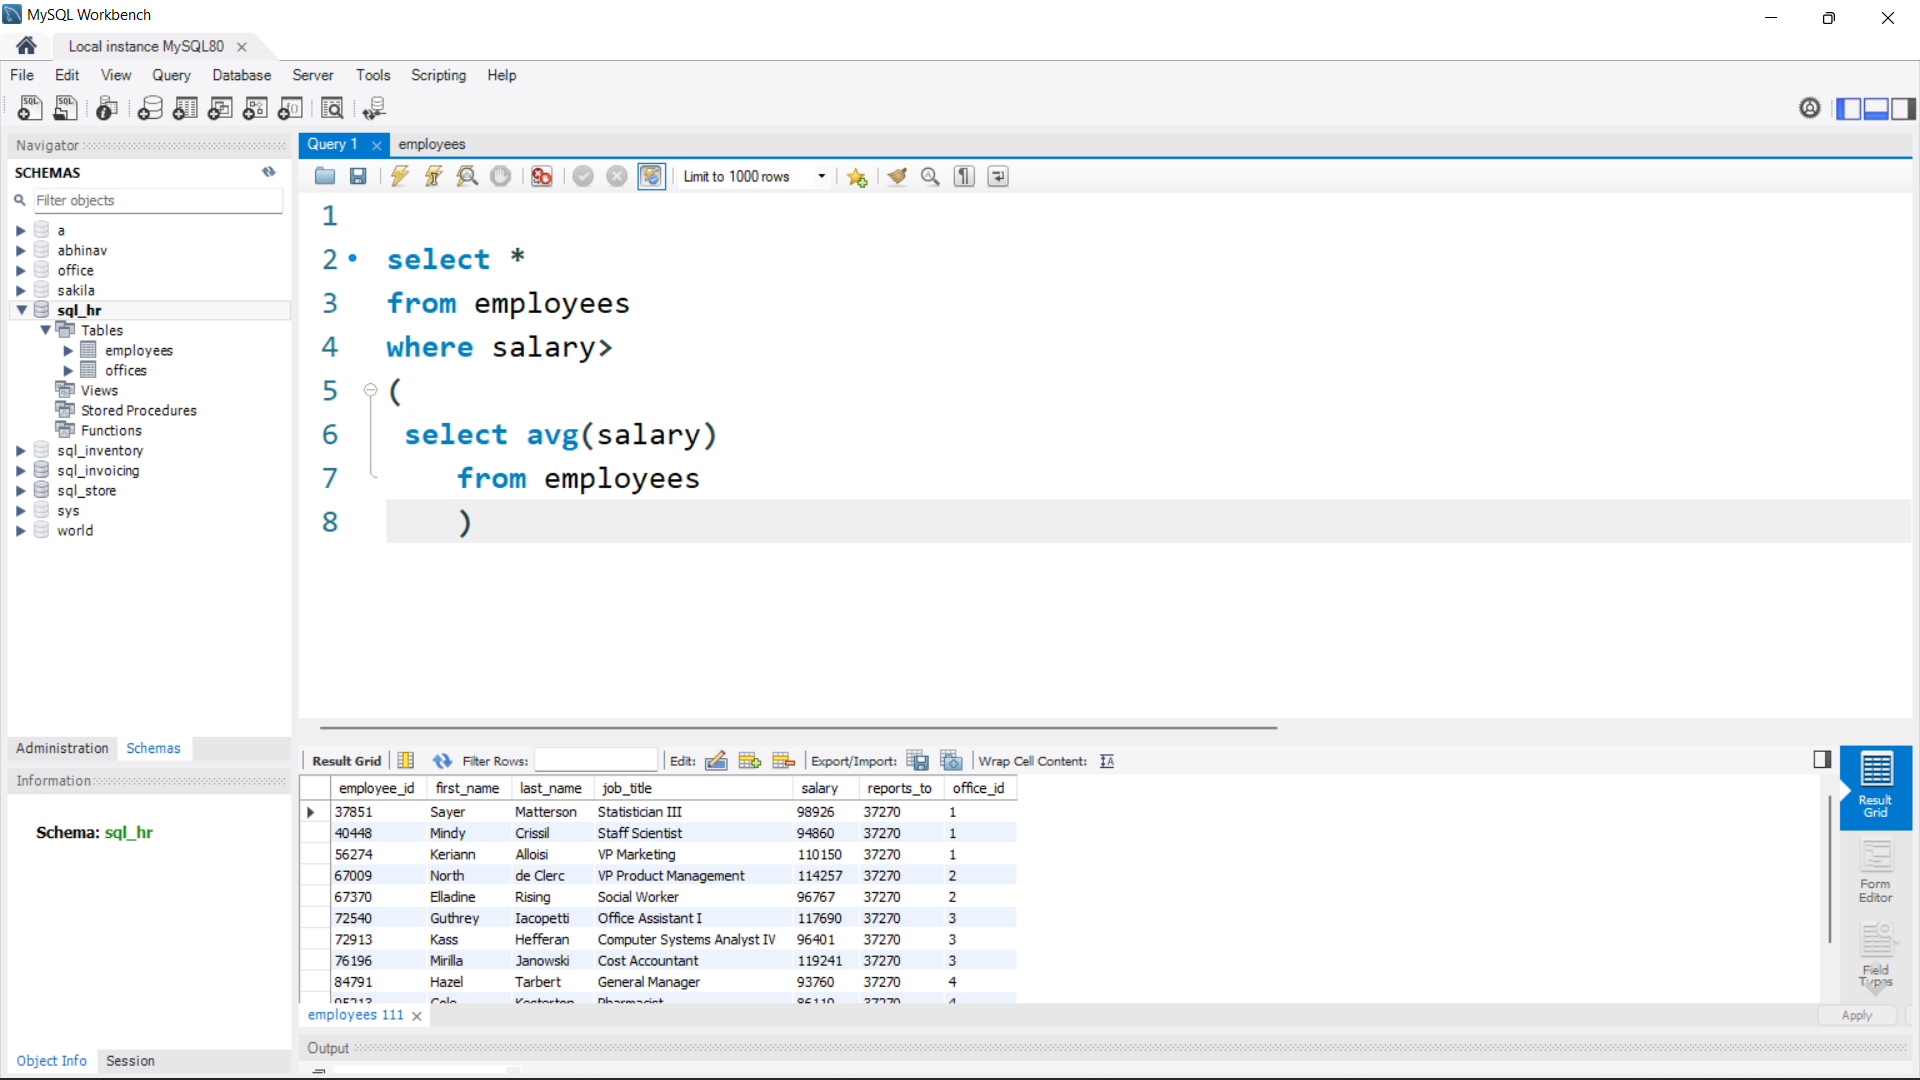 MySQL Workbench
Local instance MySQL80
File Edit View Query Database Server Tools Scripting Help
Navigator
SCHEMAS
Filter objects
a
abhinav
office
sakila
sql_hr
Tables
employees
offices
Views
Stored Procedures
Functions
sql_inventory
sql_invoicing
sql_store
sys
world
Administration Schemas
Information
Schema: sql_hr
Object Info Session
Query 1 employees
Limit to 1000 rows
1
2 select *
3 from employees
4 where salary>
5 (
6 select avg(salary)
7 from employees
8 )
Result Grid Filter Rows: Edit: Export/Import: Wrap Cell Content:
employee_id first_name last_name job_title salary reports_to office_id
37851 Sayer Matterson Statistician III 98926 37270 1
40448 Mindy Crissil Staff Scientist 94860 37270 1
56274 Keriann Alloisi VP Marketing 110150 37270 1
67009 North de Clerc VP Product Management 114257 37270 2
67370 Elladine Rising Social Worker 96767 37270 2
72540 Guthrey Iacopetti Office Assistant I 117690 37270 3
72913 Kass Hefferan Computer Systems Analyst IV 96401 37270 3
76196 Mirilla Janowski Cost Accountant 119241 37270 3
84791 Hazel Tarbert General Manager 93760 37270 4
95213 Cole Kesterton Pharmacist 86119 37270 4
employees 111
Result
Grid
Form
Editor
Field
Types
Apply
Output